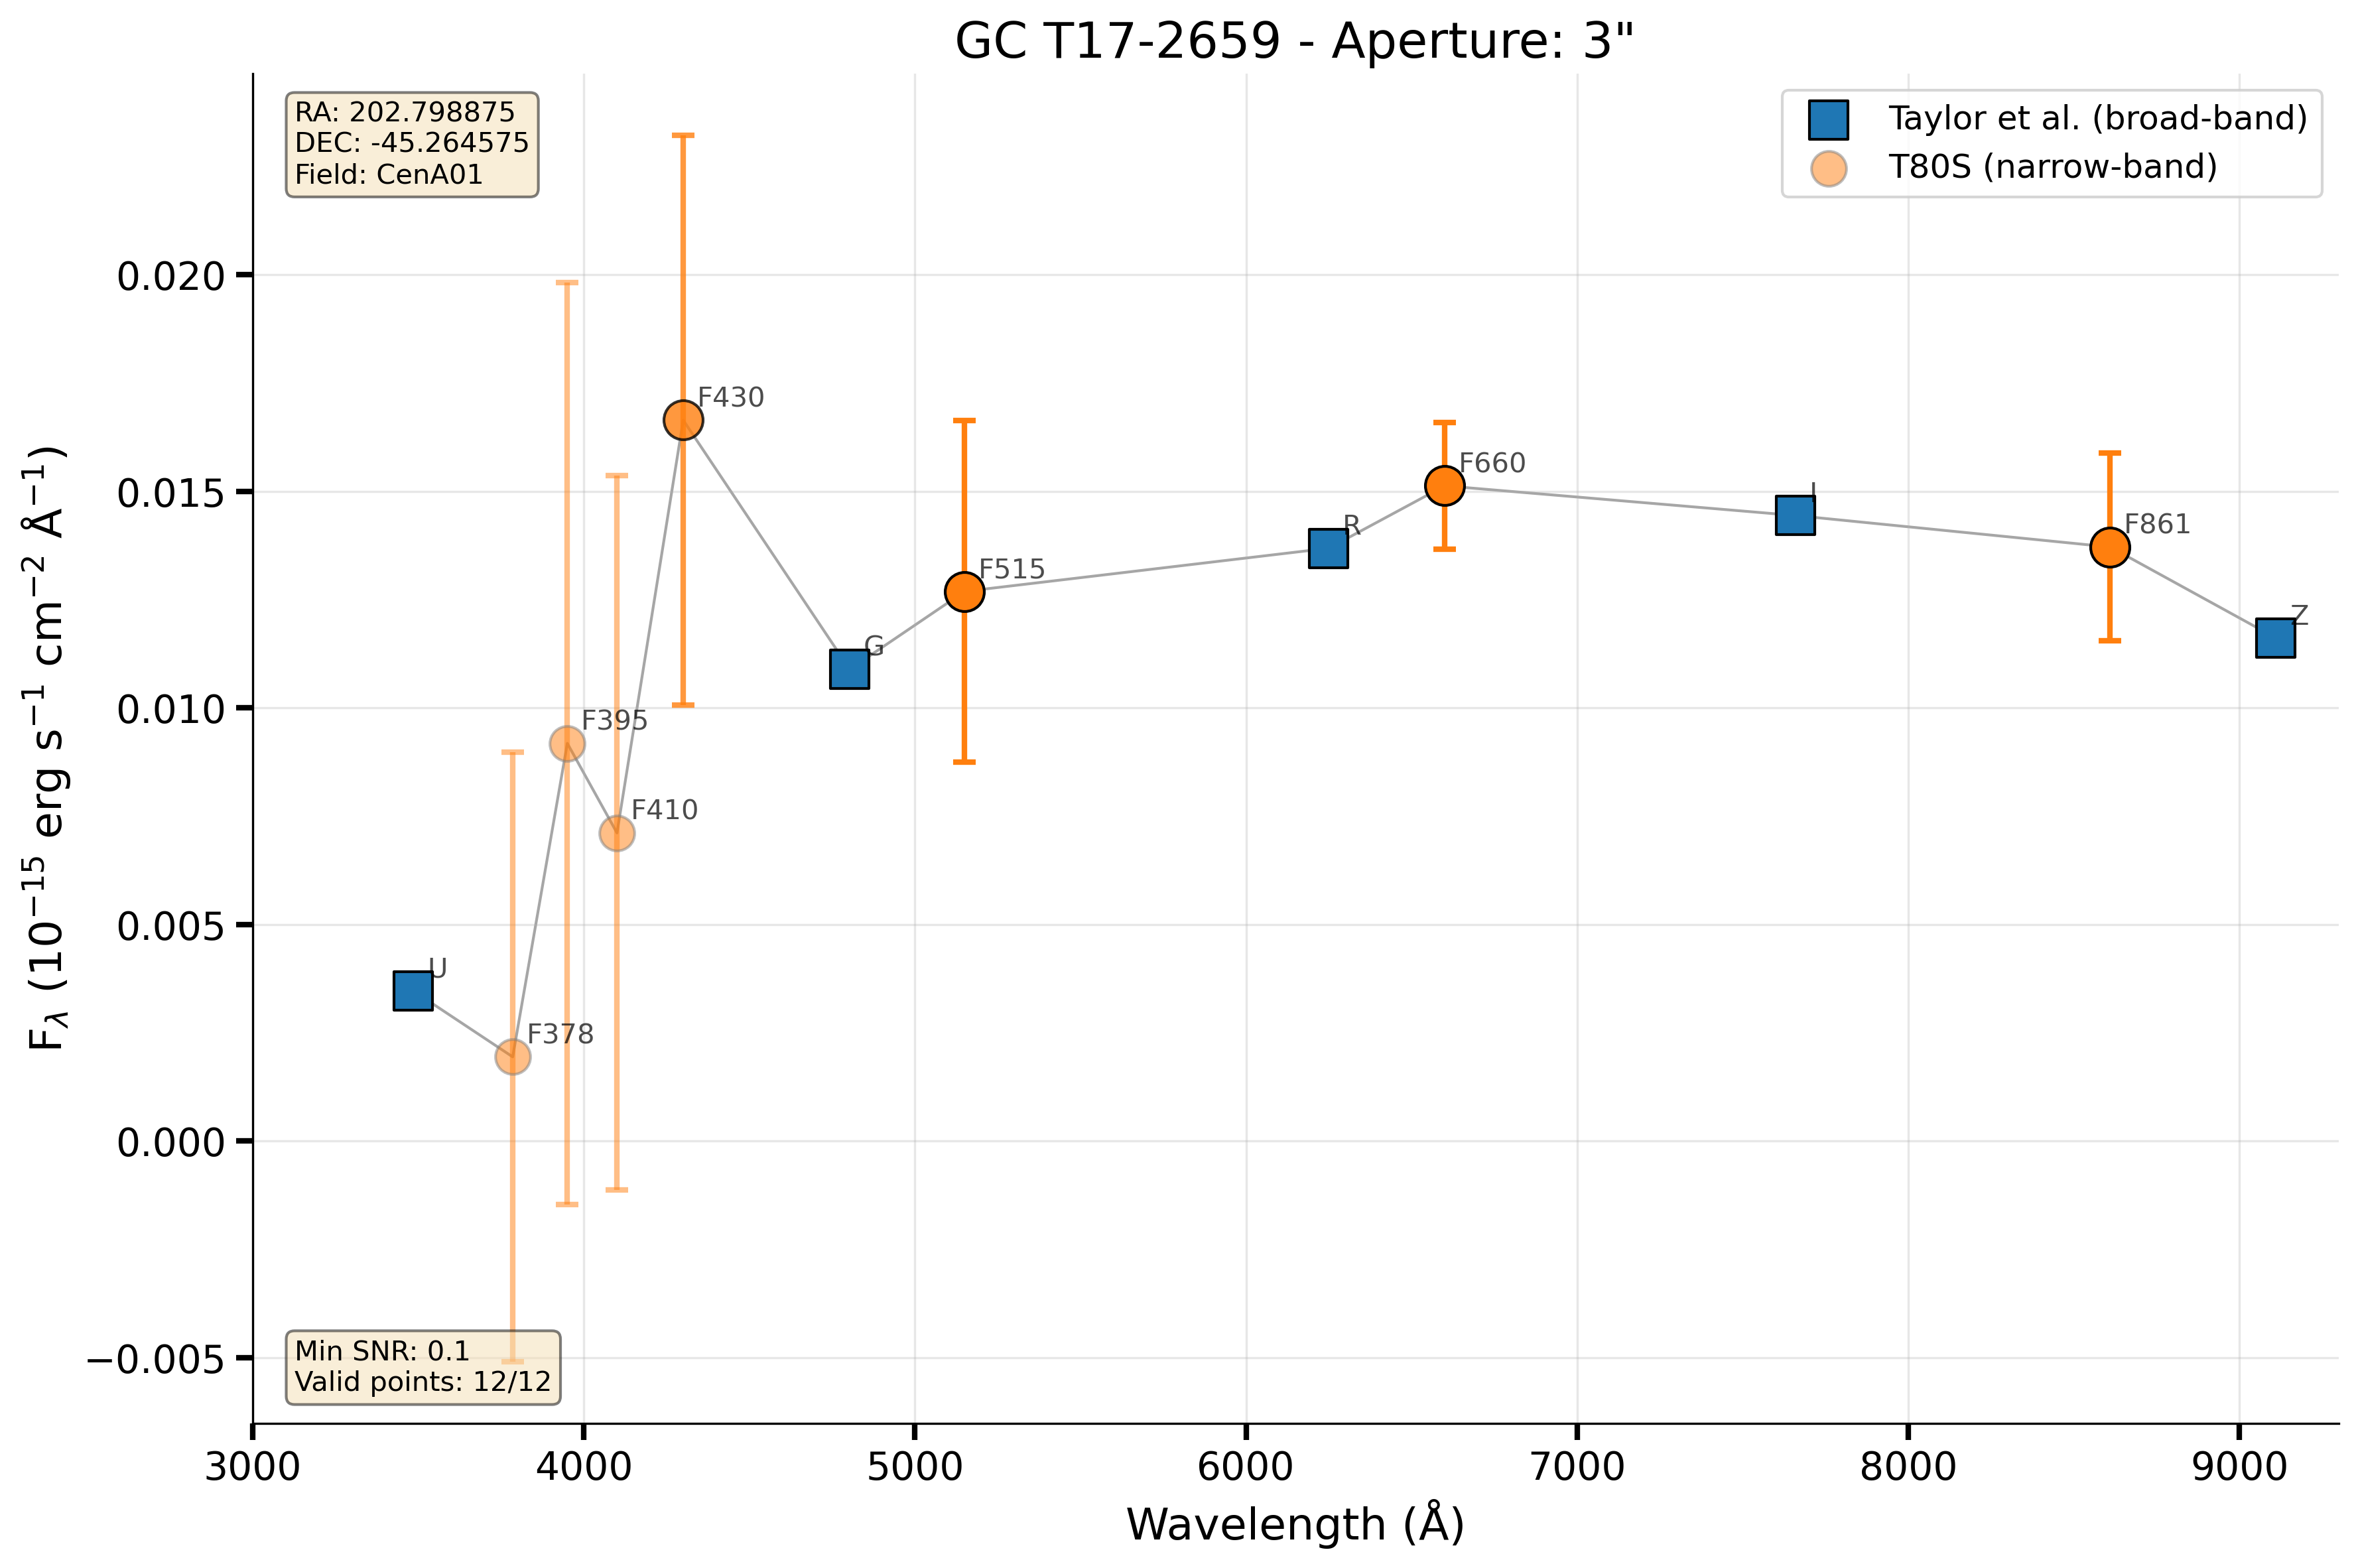 GC T17-2659 - Aperture: 3"
RA: 202.798875
DEC: -45.264575
Field: CenA01
Taylor et al. (broad-band)
T80S (narrow-band)
F430
F660
I
F861
R
F515
Z
G
F395
F410
U
F378
0.020
0.015
0.010
0.005
0.000
−0.005
F_λ (10⁻¹⁵ erg s⁻¹ cm⁻² Å⁻¹)
Min SNR: 0.1
Valid points: 12/12
3000 4000 5000 6000 7000 8000 9000
Wavelength (Å)